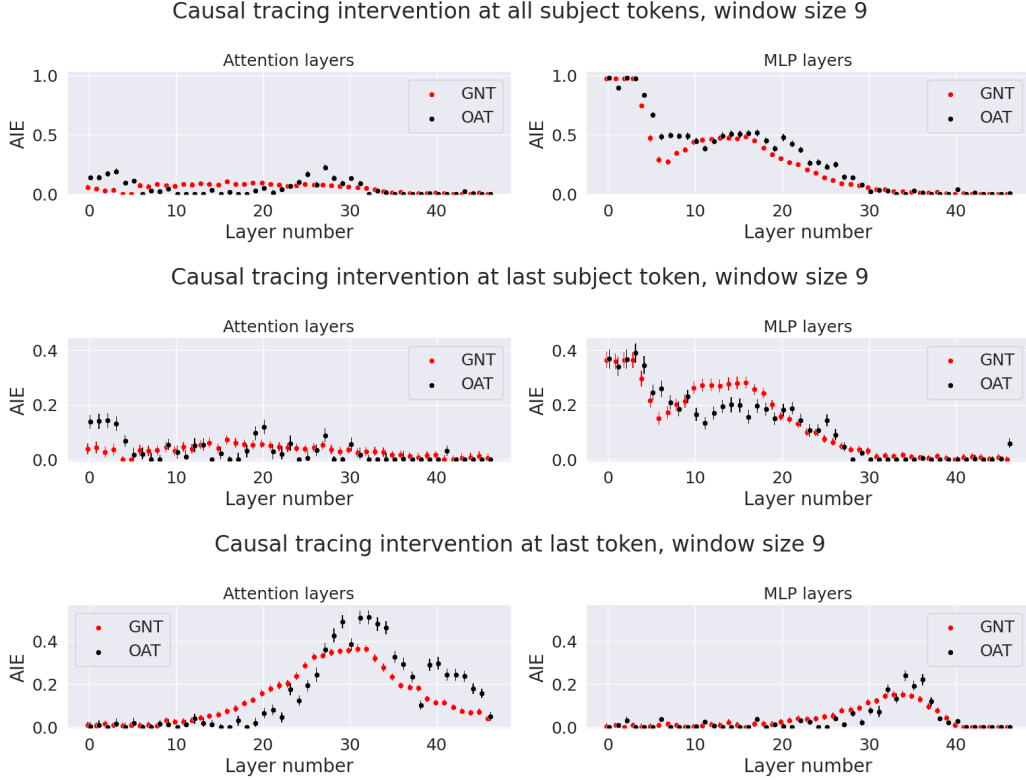 Causal tracing intervention at all subject tokens, window size 9
Attention layers
MLP layers
1.0
0.5
0.0
AIE
GNT
OAT
0 10 20 30 40
Layer number
1.0
0.5
0.0
AIE
GNT
OAT
0 10 20 30 40
Layer number
Causal tracing intervention at last subject token, window size 9
Attention layers
MLP layers
0.4
0.2
0.0
AIE
GNT
OAT
0 10 20 30 40
Layer number
0.4
0.2
0.0
AIE
GNT
OAT
0 10 20 30 40
Layer number
Causal tracing intervention at last token, window size 9
Attention layers
MLP layers
0.4
0.2
0.0
AIE
GNT
OAT
0 10 20 30 40
Layer number
0.4
0.2
0.0
AIE
GNT
OAT
0 10 20 30 40
Layer number